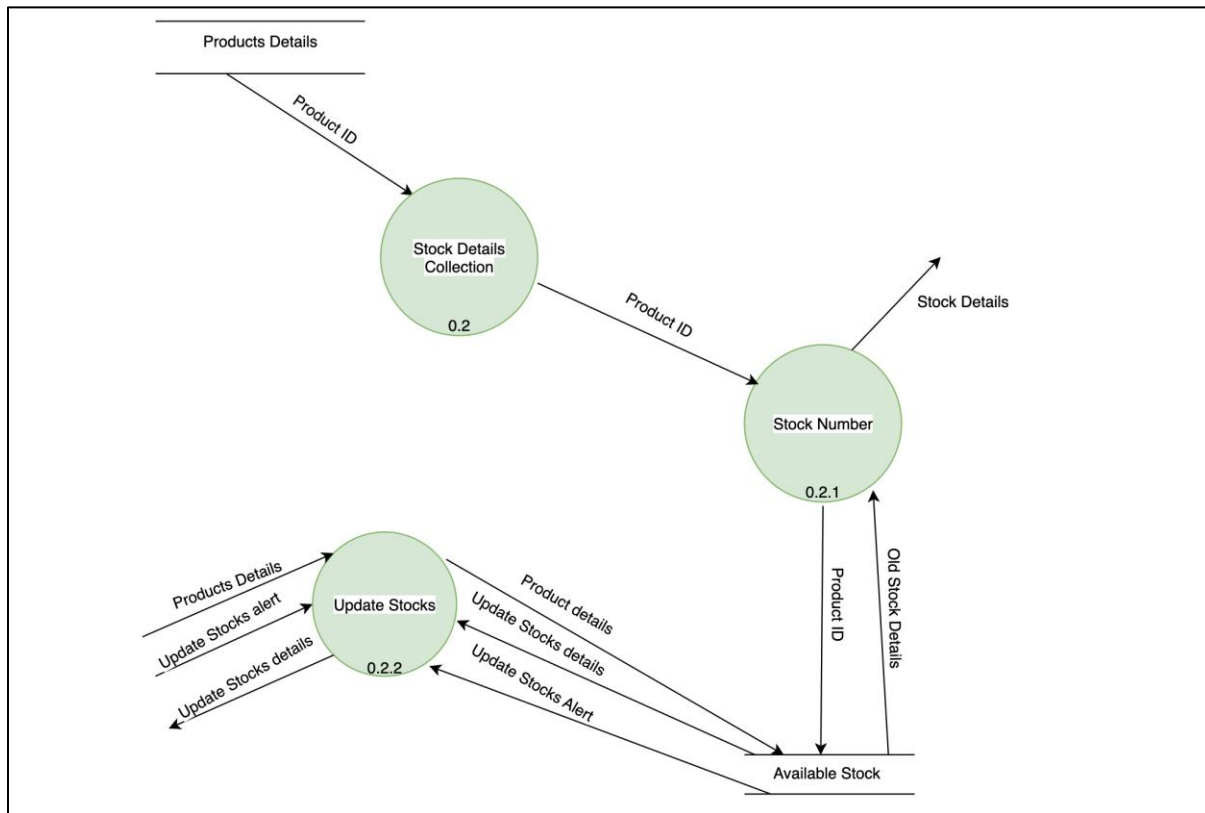 Products Details
Product ID
Stock Details
Collection
0.2
Product ID
Stock Details
Stock Number
0.2.1
Products Details
Update Stocks alert
Update Stocks details
Update Stocks
0.2.2
Product details
Update Stocks details
Update Stocks Alert
Product ID
Old Stock Details
Available Stock